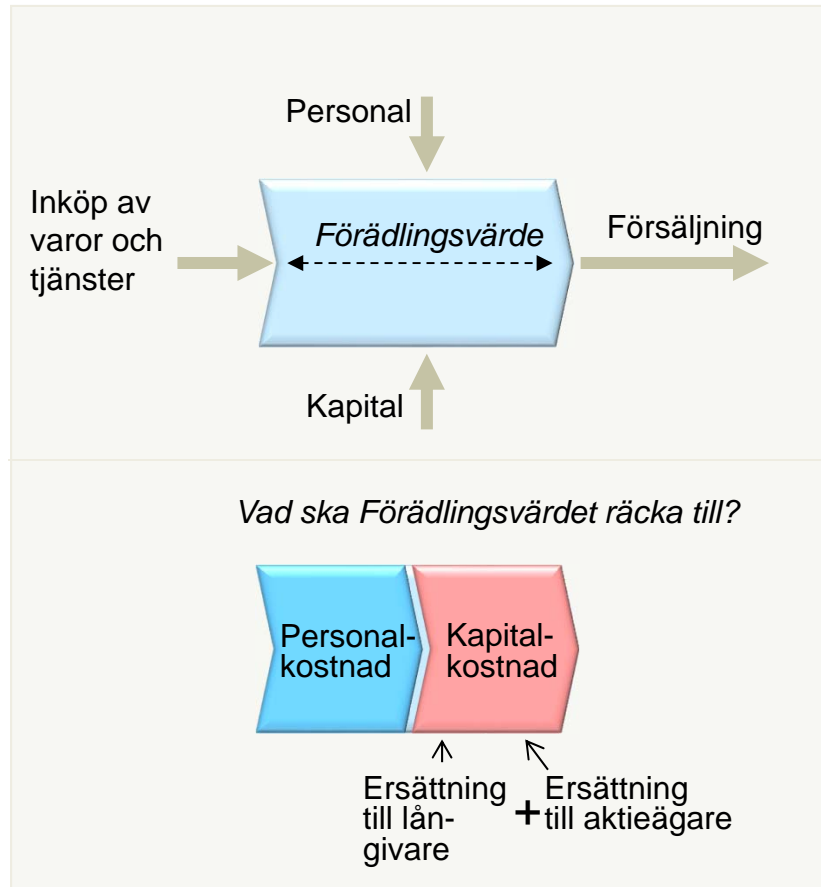 Personal
Inköp av
varor och
tjänster
Förädlingsvärde
Försäljning
Kapital
Vad ska Förädlingsvärdet räcka till?
Personal-
kostnad
Kapital-
kostnad
Ersättning
till lån-
givare
+
Ersättning
till aktieägare